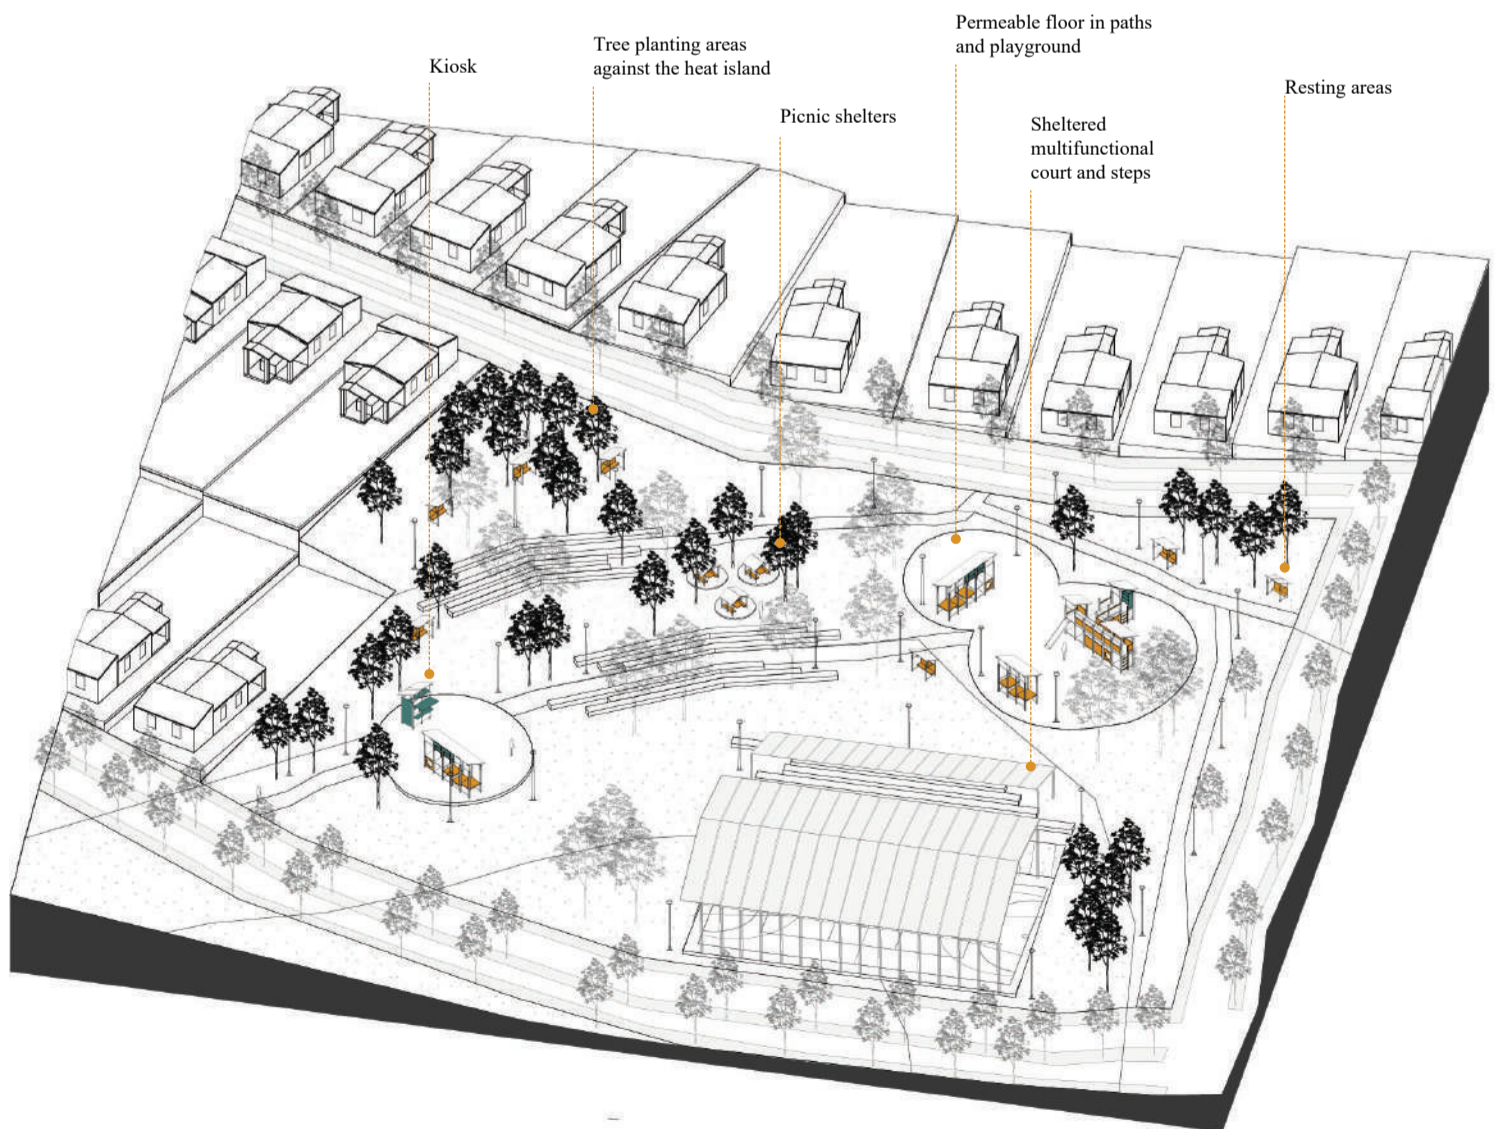 Kiosk
Tree planting areas
against the heat island
Picnic shelters
Permeable floor in paths
and playground
Sheltered
multifunctional
court and steps
Resting areas